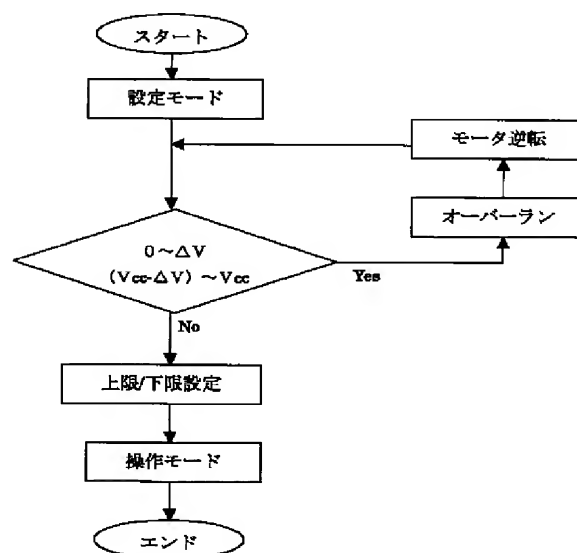 スタート
設定モード
モータ逆転
オーバーラン
0~△V
(Vcc-△V)~Vcc
Yes
No
上限/下限設定
操作モード
エンド